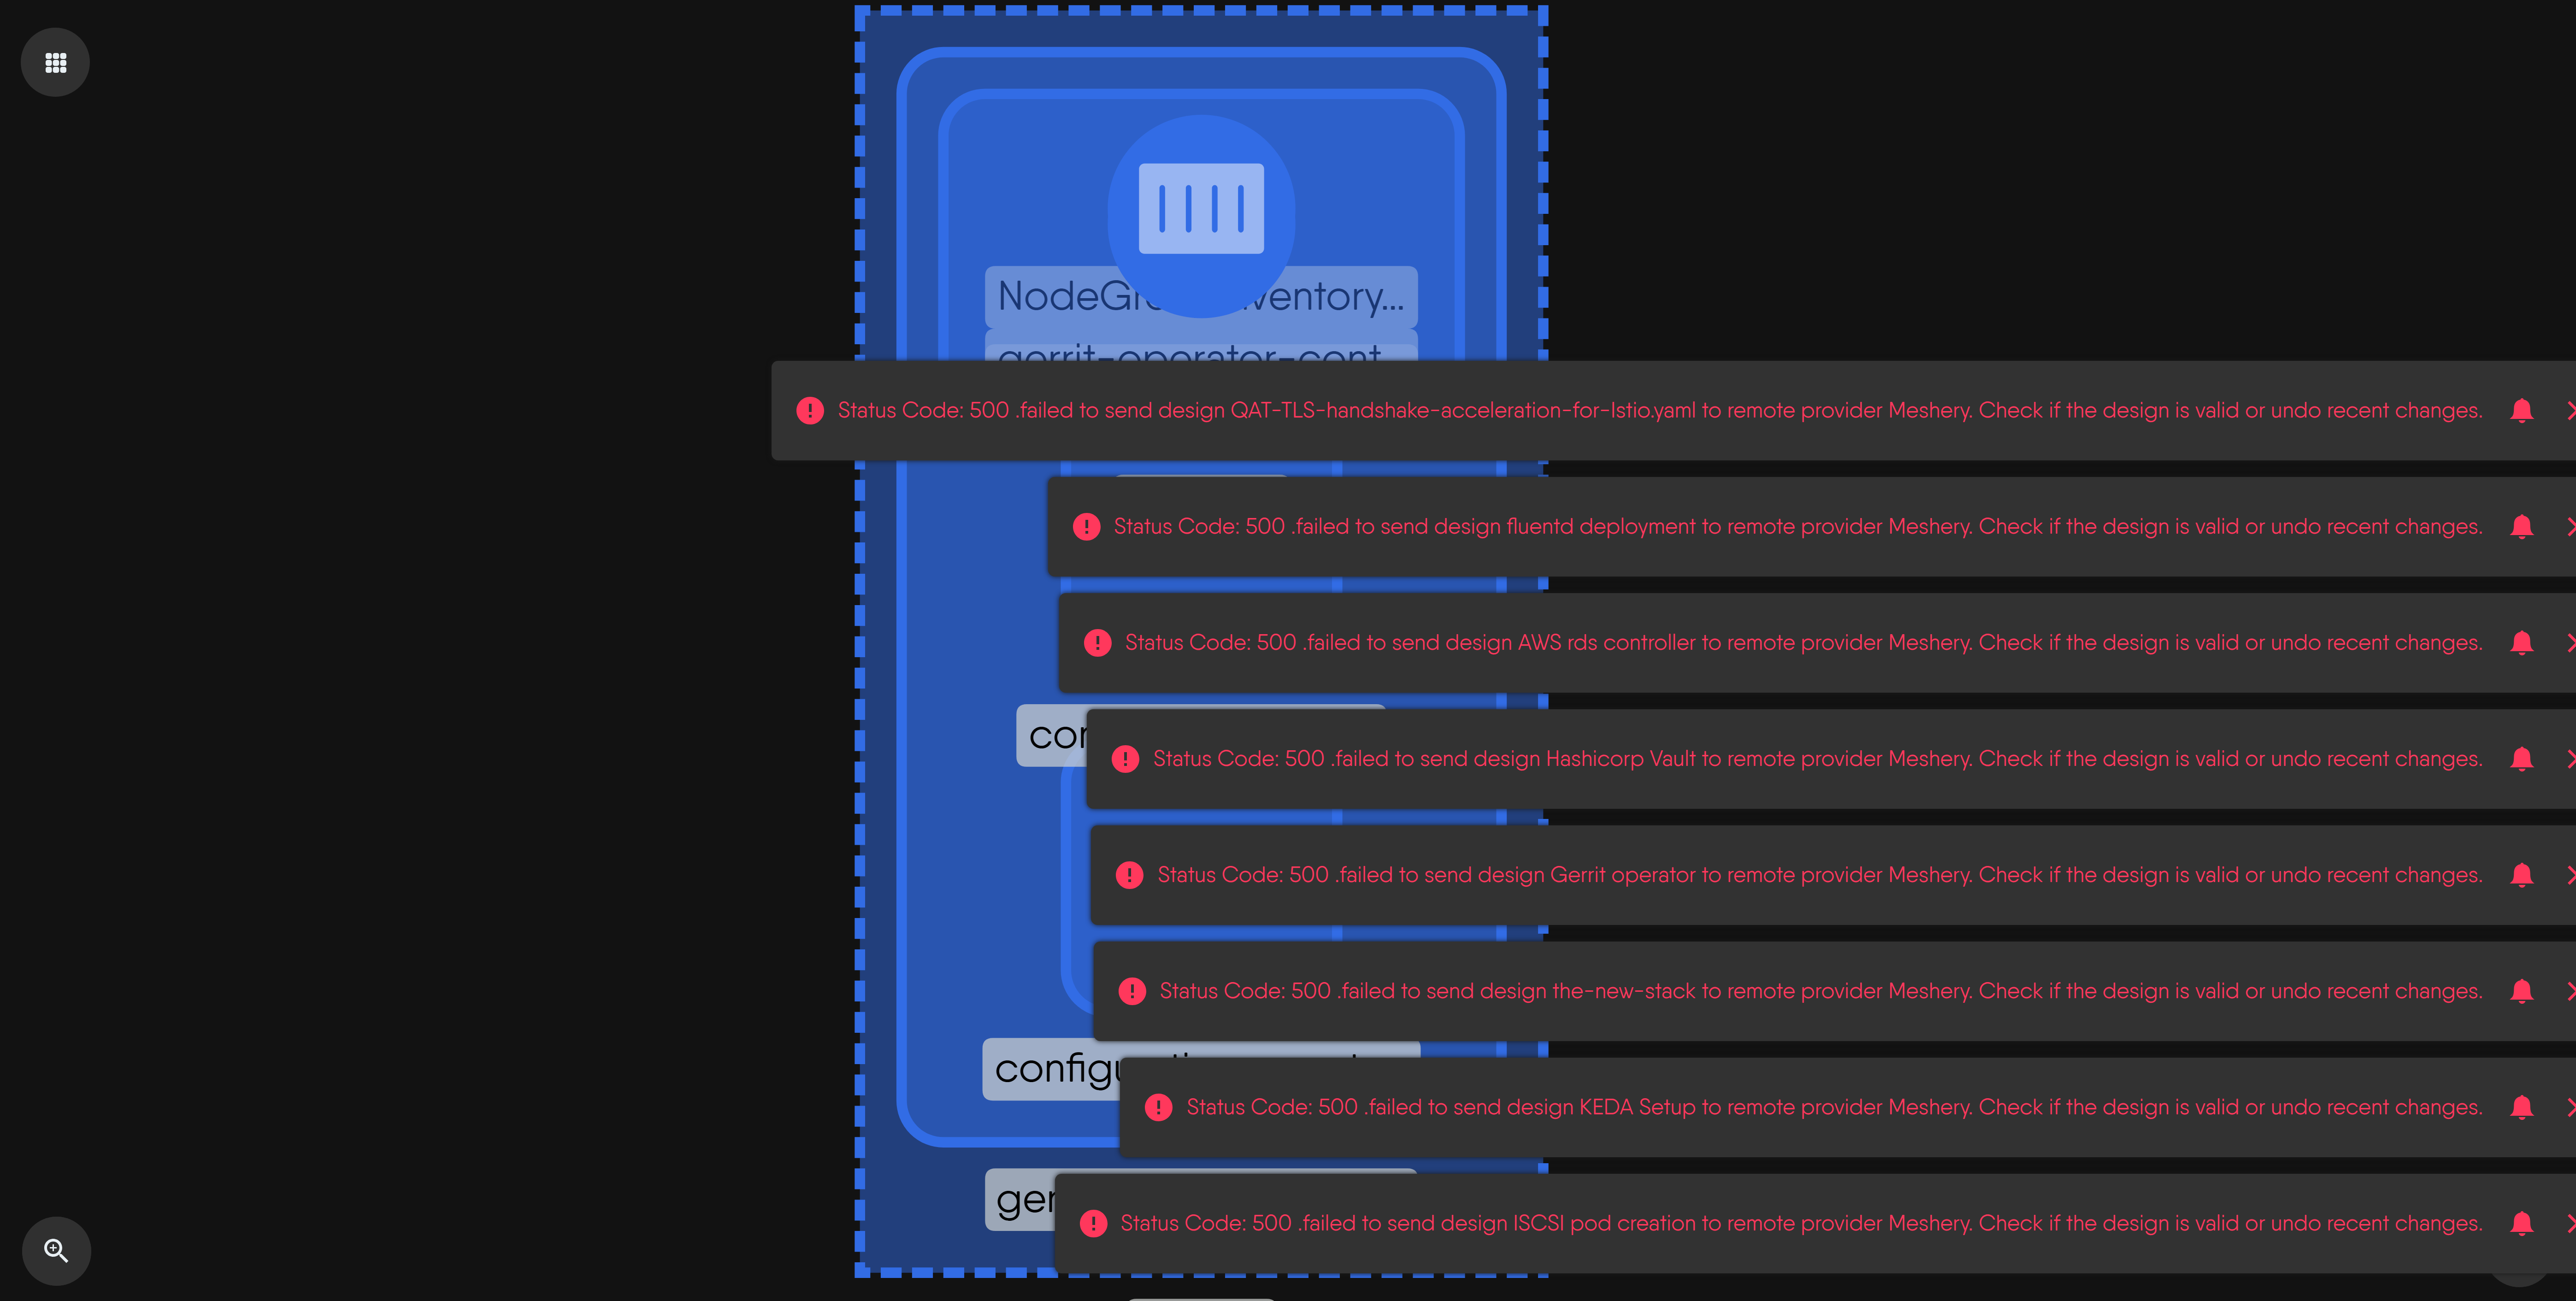 NodeGr ventory...
gerrit-operator-cont
Status Code: 500 .failed to send design QAT-TLS-handshake-acceleration-for-Istio.yaml to remote provider Meshery. Check if the design is valid or undo recent changes.
Status Code: 500 .failed to send design fluentd deployment to remote provider Meshery. Check if the design is valid or undo recent changes.
Status Code: 500 .failed to send design AWS rds controller to remote provider Meshery. Check if the design is valid or undo recent changes.
Status Code: 500 .failed to send design Hashicorp Vault to remote provider Meshery. Check if the design is valid or undo recent changes.
Status Code: 500 .failed to send design Gerrit operator to remote provider Meshery. Check if the design is valid or undo recent changes.
Status Code: 500 .failed to send design the-new-stack to remote provider Meshery. Check if the design is valid or undo recent changes.
Status Code: 500 .failed to send design KEDA Setup to remote provider Meshery. Check if the design is valid or undo recent changes.
Status Code: 500 .failed to send design ISCSI pod creation to remote provider Meshery. Check if the design is valid or undo recent changes.